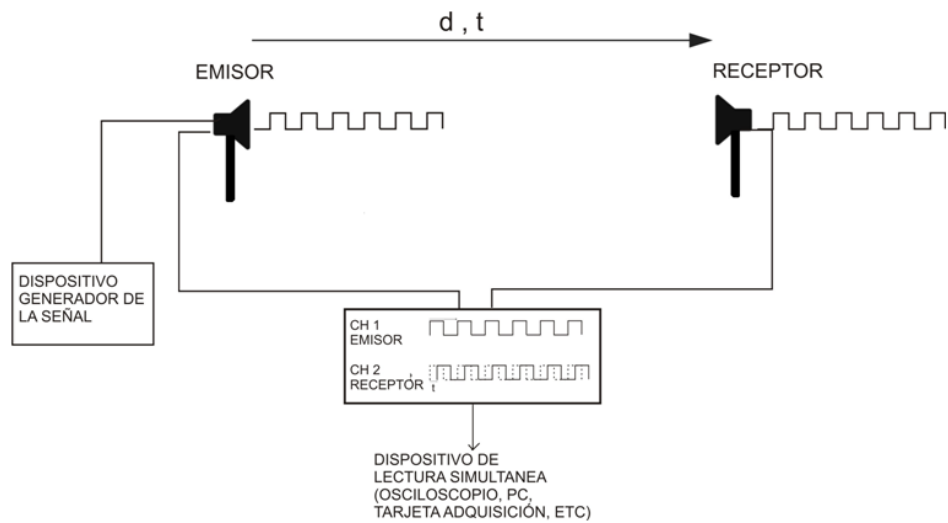 d , t
EMISOR
RECEPTOR
DISPOSITIVO
GENERADOR DE
LA SEÑAL
CH 1
EMISOR
CH 2
RECEPTOR
t
DISPOSITIVO DE
LECTURA SIMULTANEA
(OSCILOSCOPIO, PC,
TARJETA ADQUISICIÓN, ETC)